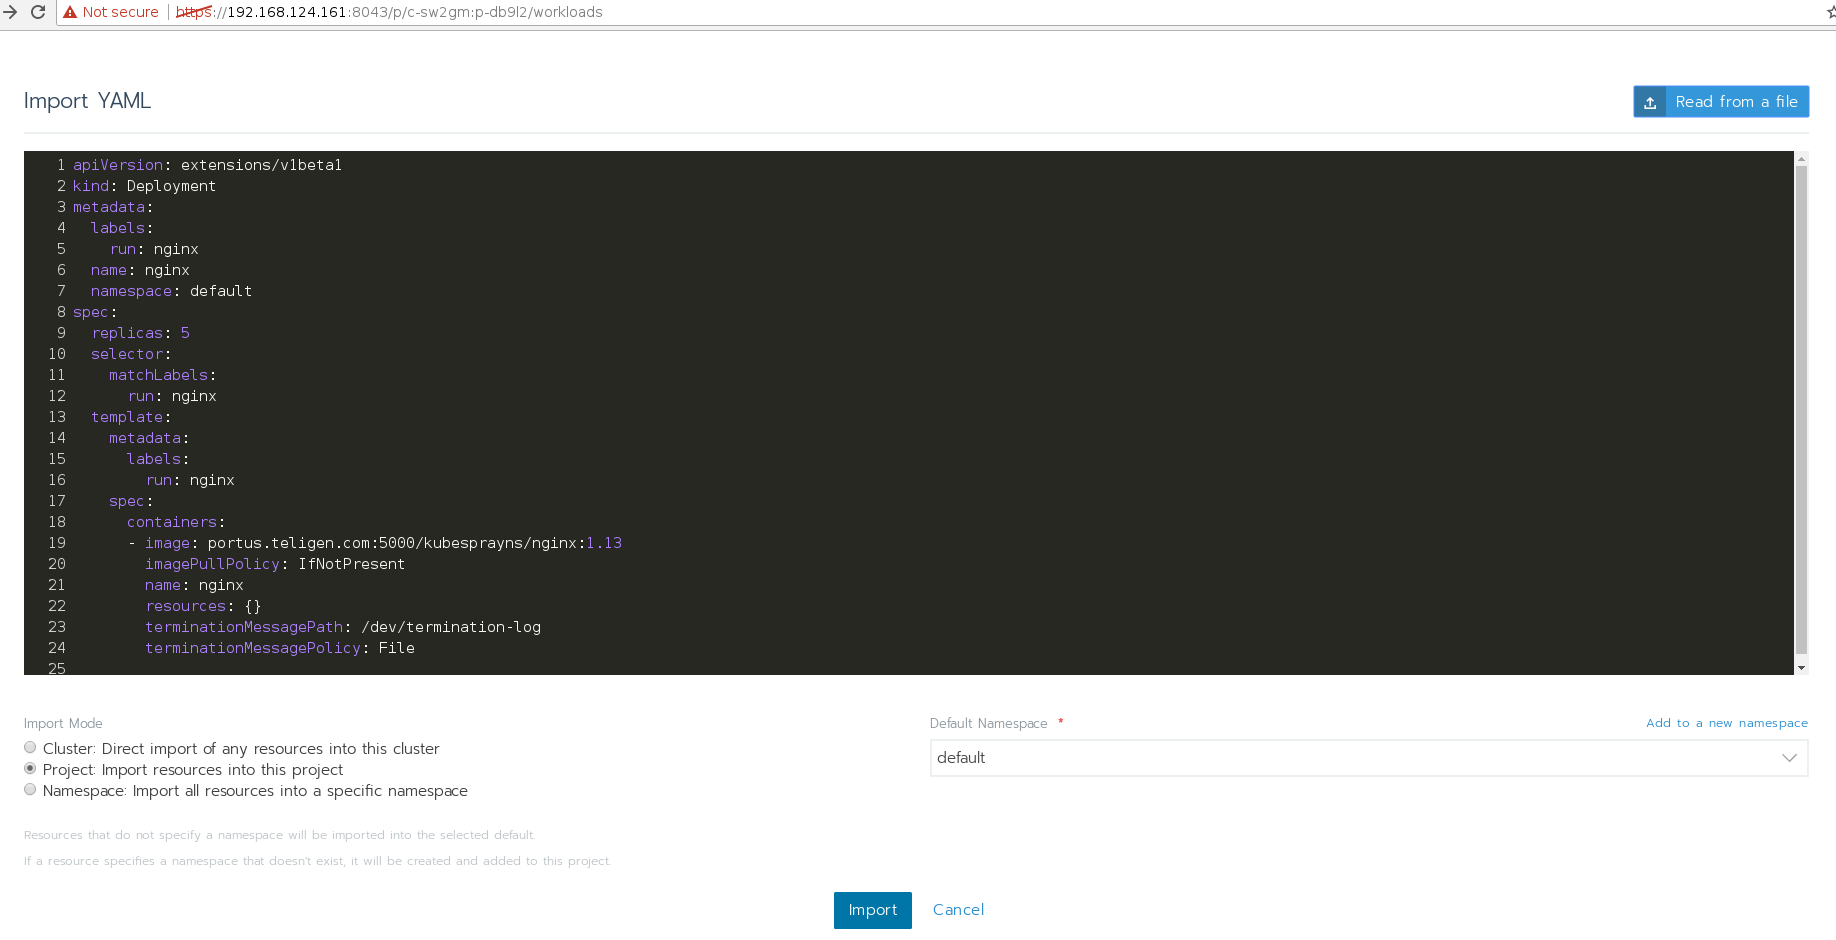 Not secure | https://192.168.124.161:8043/p/c-sw2gm:p-db9l2/workloads
Import YAML
Read from a file
1 apiVersion: extensions/v1beta1
2 kind: Deployment
3 metadata:
4   labels:
5     run: nginx
6   name: nginx
7   namespace: default
8 spec:
9   replicas: 5
10   selector:
11     matchLabels:
12       run: nginx
13   template:
14     metadata:
15       labels:
16         run: nginx
17     spec:
18       containers:
19       - image: portus.teligen.com:5000/kubesprayns/nginx:1.13
20         imagePullPolicy: IfNotPresent
21         name: nginx
22         resources: {}
23         terminationMessagePath: /dev/termination-log
24         terminationMessagePolicy: File
25
Import Mode
Cluster: Direct import of any resources into this cluster
Project: Import resources into this project
Namespace: Import all resources into a specific namespace
Default Namespace *
Add to a new namespace
default
Resources that do not specify a namespace will be imported into the selected default.
If a resource specifies a namespace that doesn't exist, it will be created and added to this project.
Import
Cancel